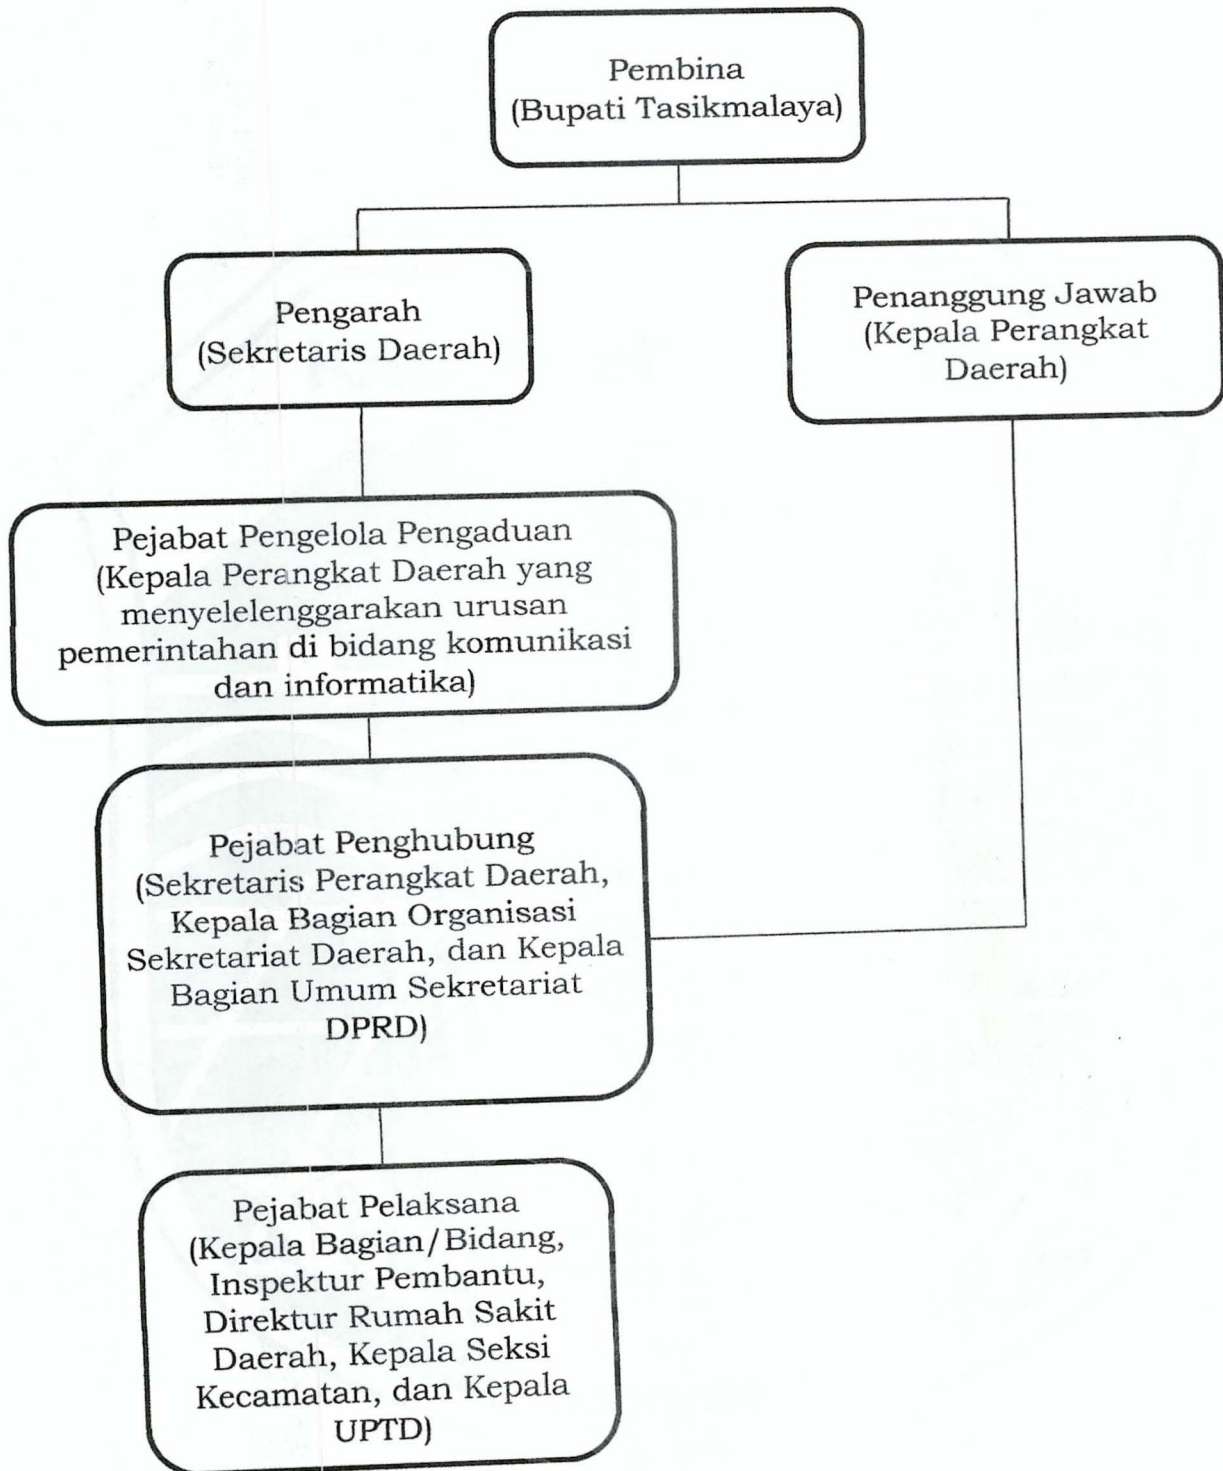 Pembina
(Bupati Tasikmalaya)
Pengarah
(Sekretaris Daerah)
Penanggung Jawab
(Kepala Perangkat
Daerah)
Pejabat Pengelola Pengaduan
(Kepala Perangkat Daerah yang
menyelelenggarakan urusan
pemerintahan di bidang komunikasi
dan informatika)
Pejabat Penghubung
(Sekretaris Perangkat Daerah,
Kepala Bagian Organisasi
Sekretariat Daerah, dan Kepala
Bagian Umum Sekretariat
DPRD)
Pejabat Pelaksana
(Kepala Bagian/Bidang,
Inspektur Pembantu,
Direktur Rumah Sakit
Daerah, Kepala Seksi
Kecamatan, dan Kepala
UPTD)